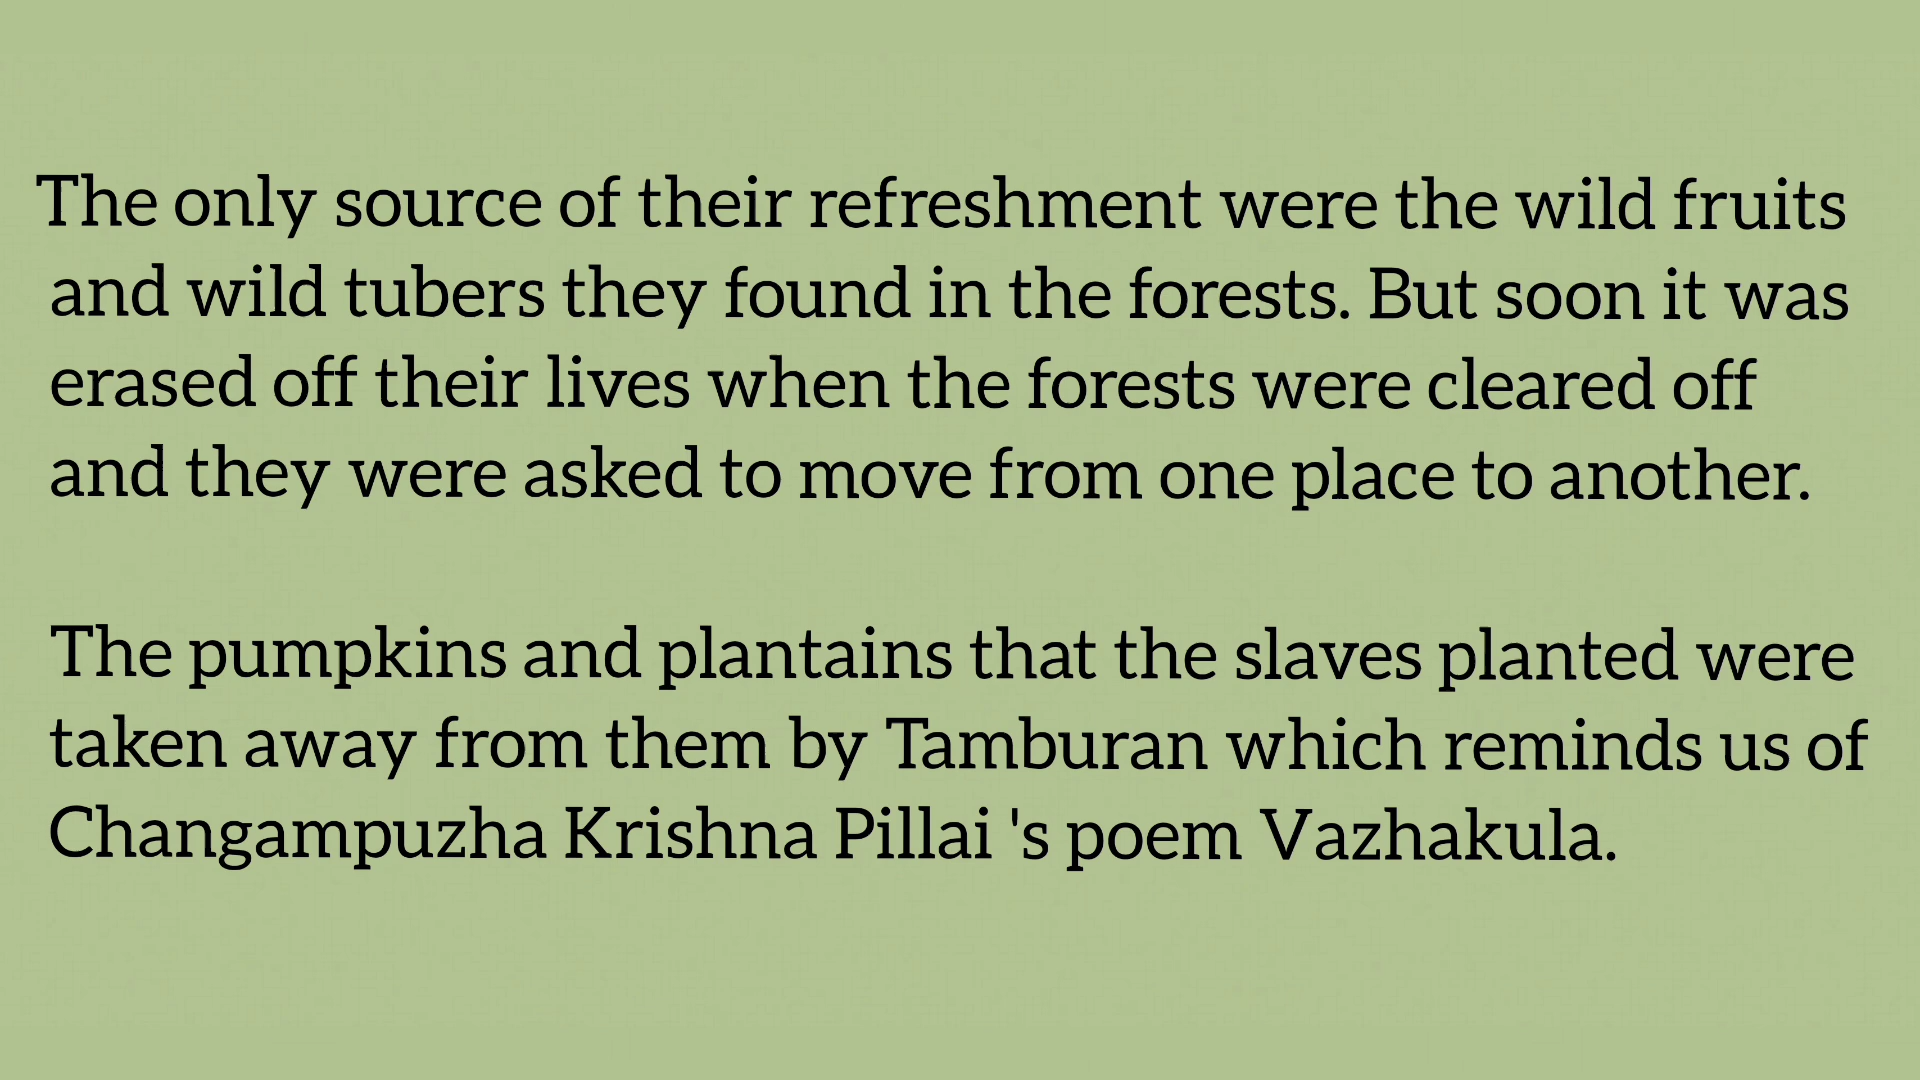 The only source of their refreshment were the wild fruits
and wild tubers they found in the forests. But soon it was
erased off their lives when the forests were cleared off
and they were asked to move from one place to another.
The pumpkins and plantains that the slaves planted were
taken away from them by Tamburan which reminds us of
Changampuzha Krishna Pillai 's poem Vazhakula.